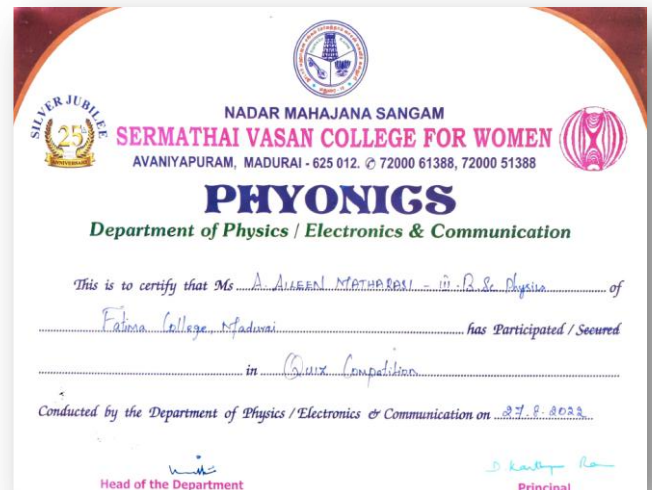 SILVER JUBILEE
25th
ANNIVERSARY
NADAR MAHAJANA SANGAM
SERMATHAI VASAN COLLEGE FOR WOMEN
AVANIYAPURAM, MADURAI - 625 012. ✆ 72000 61388, 72000 51388
PHYONICS
Department of Physics / Electronics & Communication
This is to certify that Ms. A. AILEEN MATHARASI - III. B.Sc Physics of
Fatima College, Madurai has Participated / Secured
in Quiz Competition
Conducted by the Department of Physics / Electronics & Communication on 27.8.2022
Head of the Department
Principal